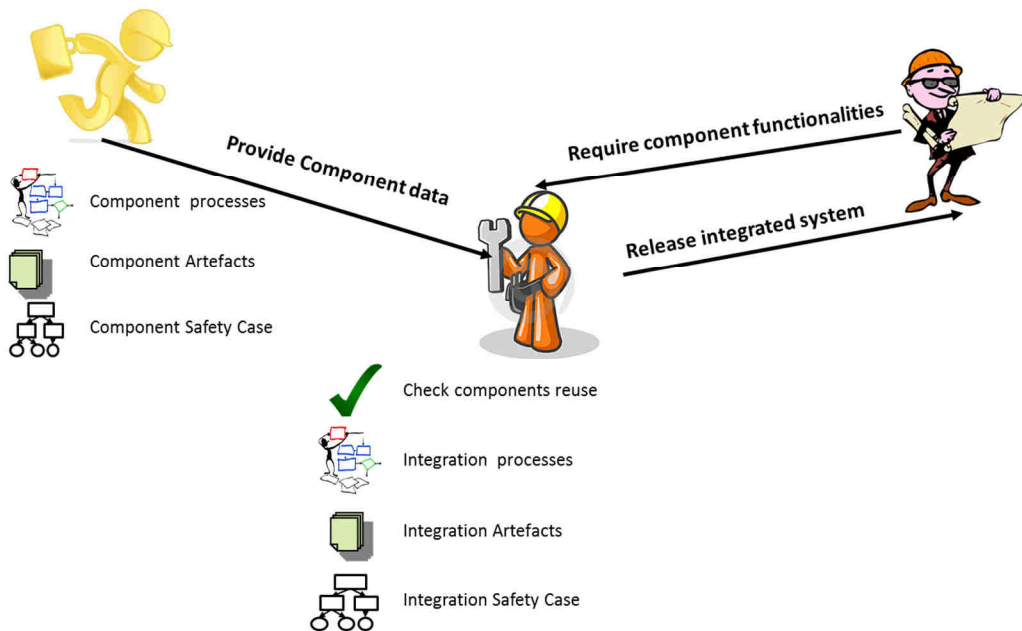 Provide Component data
Require component functionalities
Release integrated system
Component processes
Component Artefacts
Component Safety Case
Check components reuse
Integration processes
Integration Artefacts
Integration Safety Case